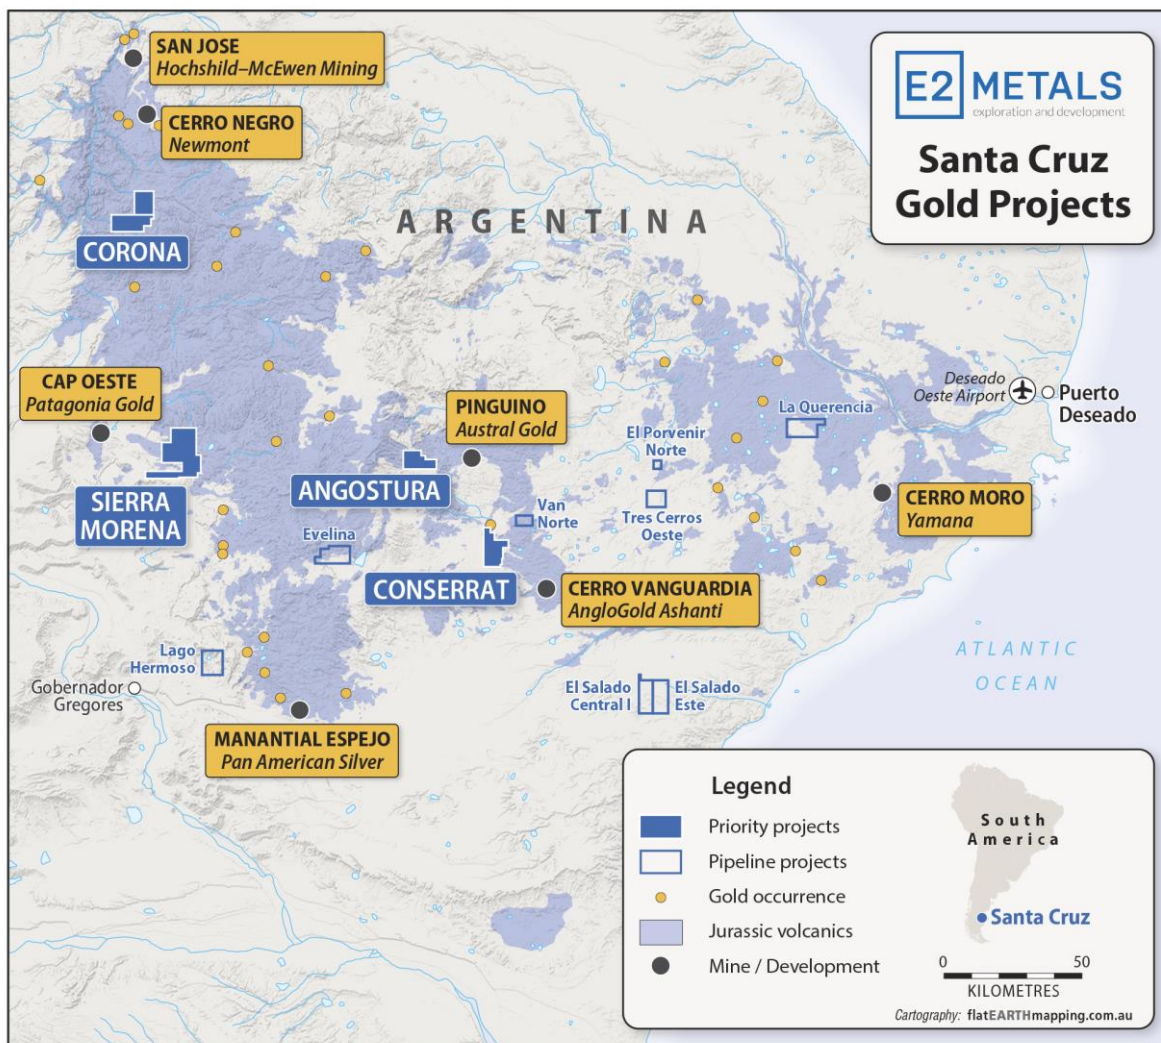 SAN JOSE
Hochshild–McEwen Mining
CERRO NEGRO
Newmont
E2 METALS
exploration and development
Santa Cruz
Gold Projects
ARGENTINA
CORONA
CAP OESTE
Patagonia Gold
PINGUINO
Austral Gold
Deseado
Oeste Airport
Puerto
Deseado
La Querencia
El Porvenir
Norte
SIERRA
MORENA
ANGOSTURA
Van
Norte
Tres Cerros
Oeste
CERRO MORO
Yamana
Evelina
CONSERRAT
CERRO VANGUARDIA
AngloGold Ashanti
Lago
Hermoso
Gobernador
Gregores
El Salado
Central I
El Salado
Este
ATLANTIC
OCEAN
MANANTIAL ESPEJO
Pan American Silver
Legend
Priority projects
Pipeline projects
Gold occurrence
Jurassic volcanics
Mine / Development
South
America
Santa Cruz
0 50
KILOMETRES
Cartography: flatEARTHmapping.com.au